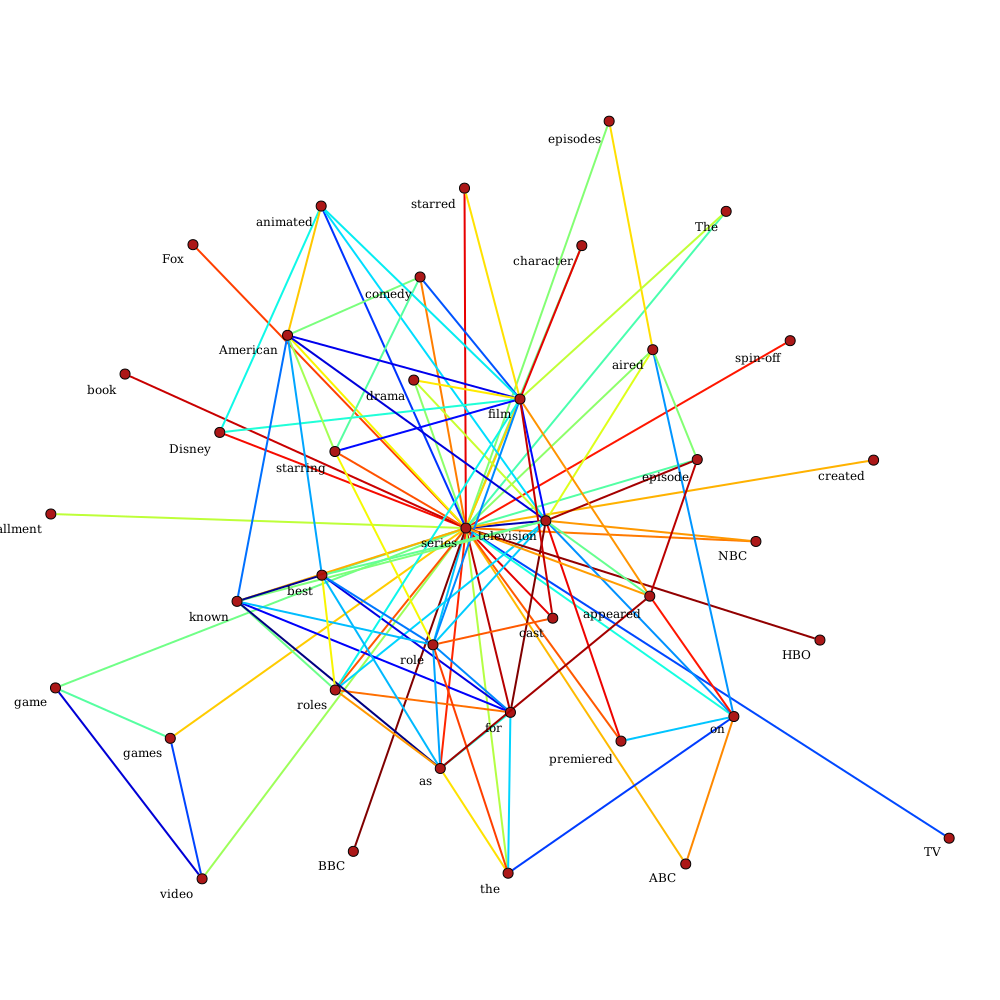 episodes
starred
The
animated
character
Fox
comedy
American
aired
spin-off
book
drama
film
Disney
starring
episode
created
allment
series
television
NBC
best
known
appeared
cast
role
HBO
game
roles
for
on
games
premiered
as
TV
BBC
ABC
video
the